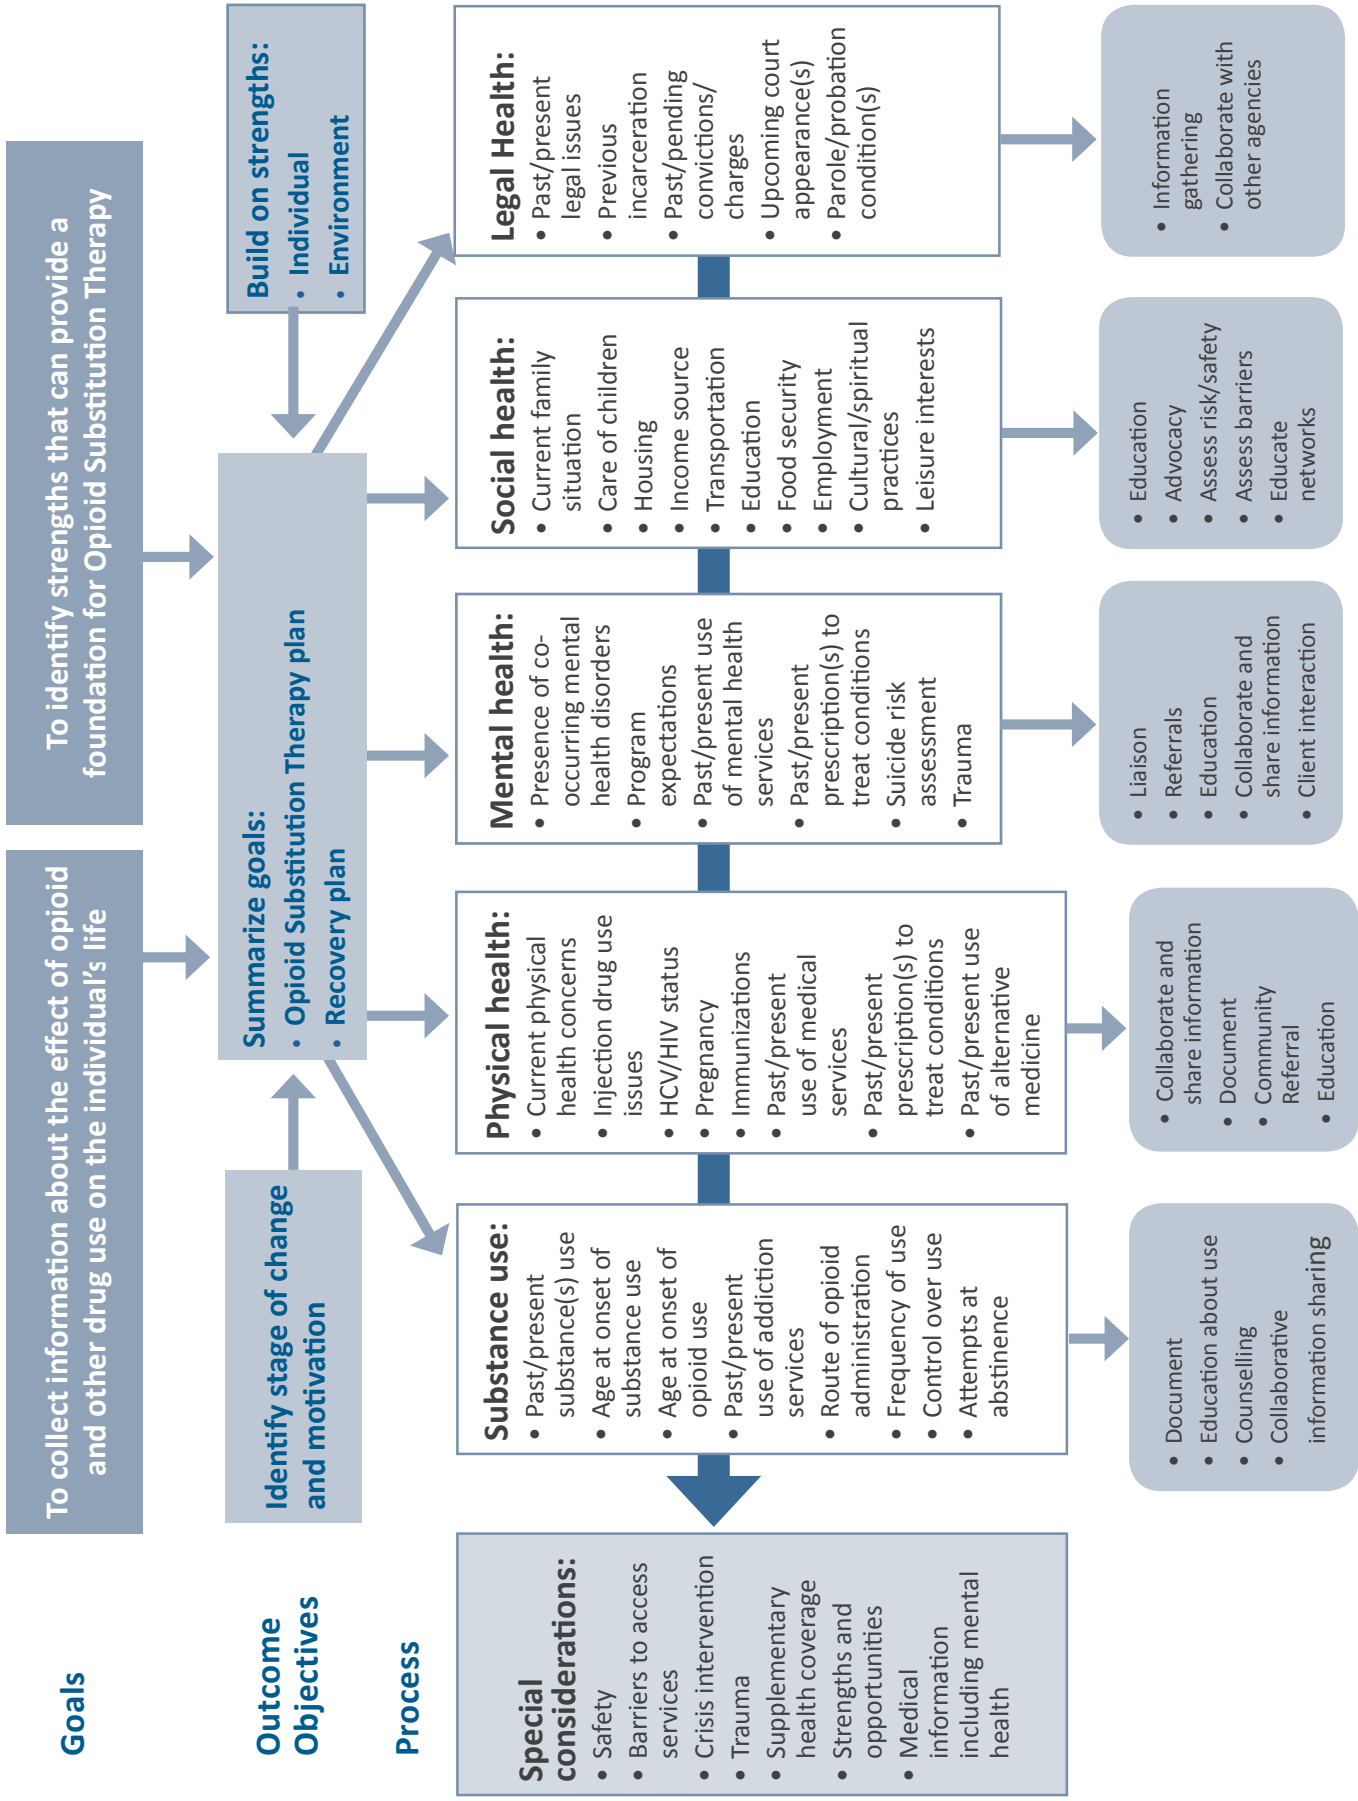 Goals
To collect information about the effect of opioid
and other drug use on the individual's life
To identify strengths that can provide a
foundation for Opioid Substitution Therapy
Outcome
Objectives
Identify stage of change
and motivation
Summarize goals:
• Opioid Substitution Therapy plan
• Recovery plan
Build on strengths:
• Individual
• Environment
Process
Special
considerations:
• Safety
• Barriers to access
services
• Crisis intervention
• Trauma
• Supplementary
health coverage
• Strengths and
opportunities
• Medical
information
including mental
health
Substance use:
• Past/present
substance(s) use
• Age at onset of
substance use
• Age at onset of
opioid use
• Past/present
use of addiction
services
• Route of opioid
administration
• Frequency of use
• Control over use
• Attempts at
abstinence
Physical health:
• Current physical
health concerns
• Injection drug use
issues
• HCV/HIV status
• Pregnancy
• Immunizations
• Past/present
use of medical
services
• Past/present
prescription(s) to
treat conditions
• Past/present use
of alternative
medicine
Mental health:
• Presence of co-
occurring mental
health disorders
• Program
expectations
• Past/present use
of mental health
services
• Past/present
prescription(s) to
treat conditions
• Suicide risk
assessment
• Trauma
Social health:
• Current family
situation
• Care of children
• Housing
• Income source
• Transportation
• Education
• Food security
• Employment
• Cultural/spiritual
practices
• Leisure interests
Legal Health:
• Past/present
legal issues
• Previous
incarceration
• Past/pending
convictions/
charges
• Upcoming court
appearance(s)
• Parole/probation
condition(s)
• Document
• Education about use
• Counselling
• Collaborative
information sharing
• Collaborate and
share information
• Document
• Community
Referral
• Education
• Liaison
• Referrals
• Education
• Collaborate and
share information
• Client interaction
• Education
• Advocacy
• Assess risk/safety
• Assess barriers
• Educate
networks
• Information
gathering
• Collaborate with
other agencies